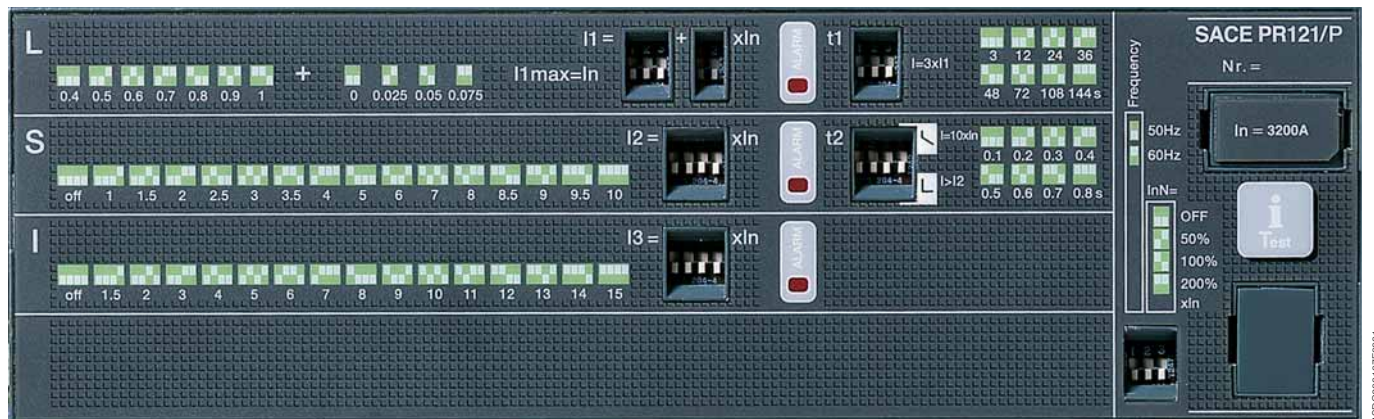 L
I1 = + xIn
ALARM
t1
I1max=In
I=3xI1
0.4 0.5 0.6 0.7 0.8 0.9 1 + 0 0.025 0.05 0.075
3 12 24 36
48 72 108 144 s
S
I2 = xIn
ALARM
t2
I=10xIn
I>I2
off 1 1.5 2 2.5 3 3.5 4 5 6 7 8 8.5 9 9.5 10
0.1 0.2 0.3 0.4
0.5 0.6 0.7 0.8 s
I
I3 = xIn
ALARM
off 1.5 2 3 4 5 6 7 8 9 10 11 12 13 14 15
Frequency
50Hz
60Hz
InN=
OFF
50%
100%
200%
xIn
1 2 3
SACE PR121/P
Nr. =
In = 3200A
i
Test